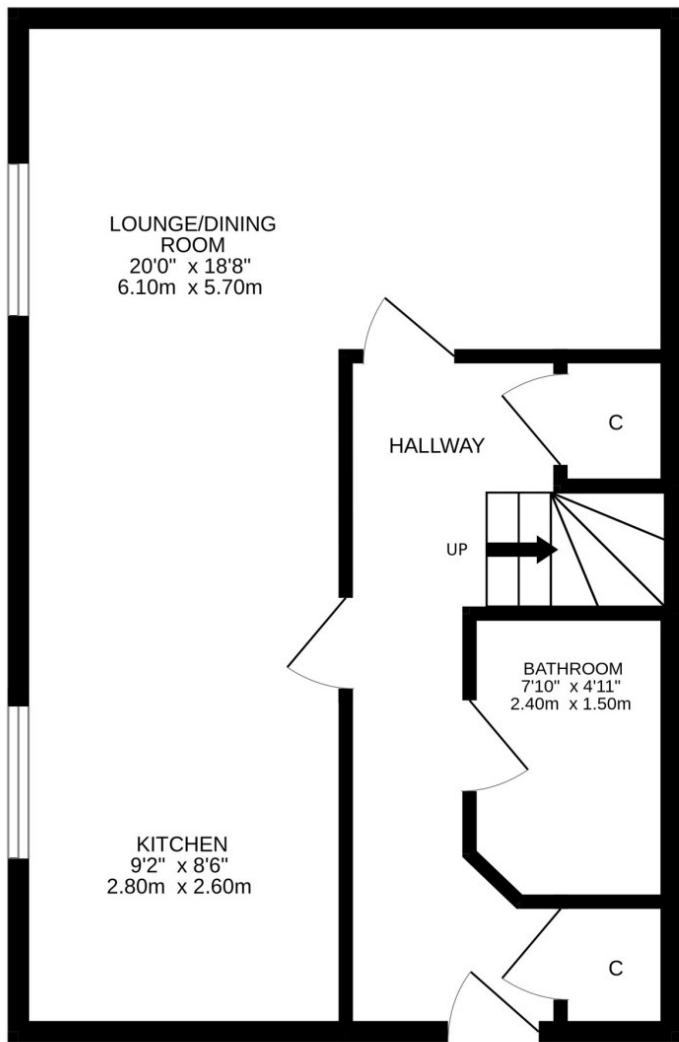 LOUNGE/DINING
ROOM
20'0" x 18'8"
6.10m x 5.70m
HALLWAY
C
UP
BATHROOM
7'10" x 4'11"
2.40m x 1.50m
KITCHEN
9'2" x 8'6"
2.80m x 2.60m
C